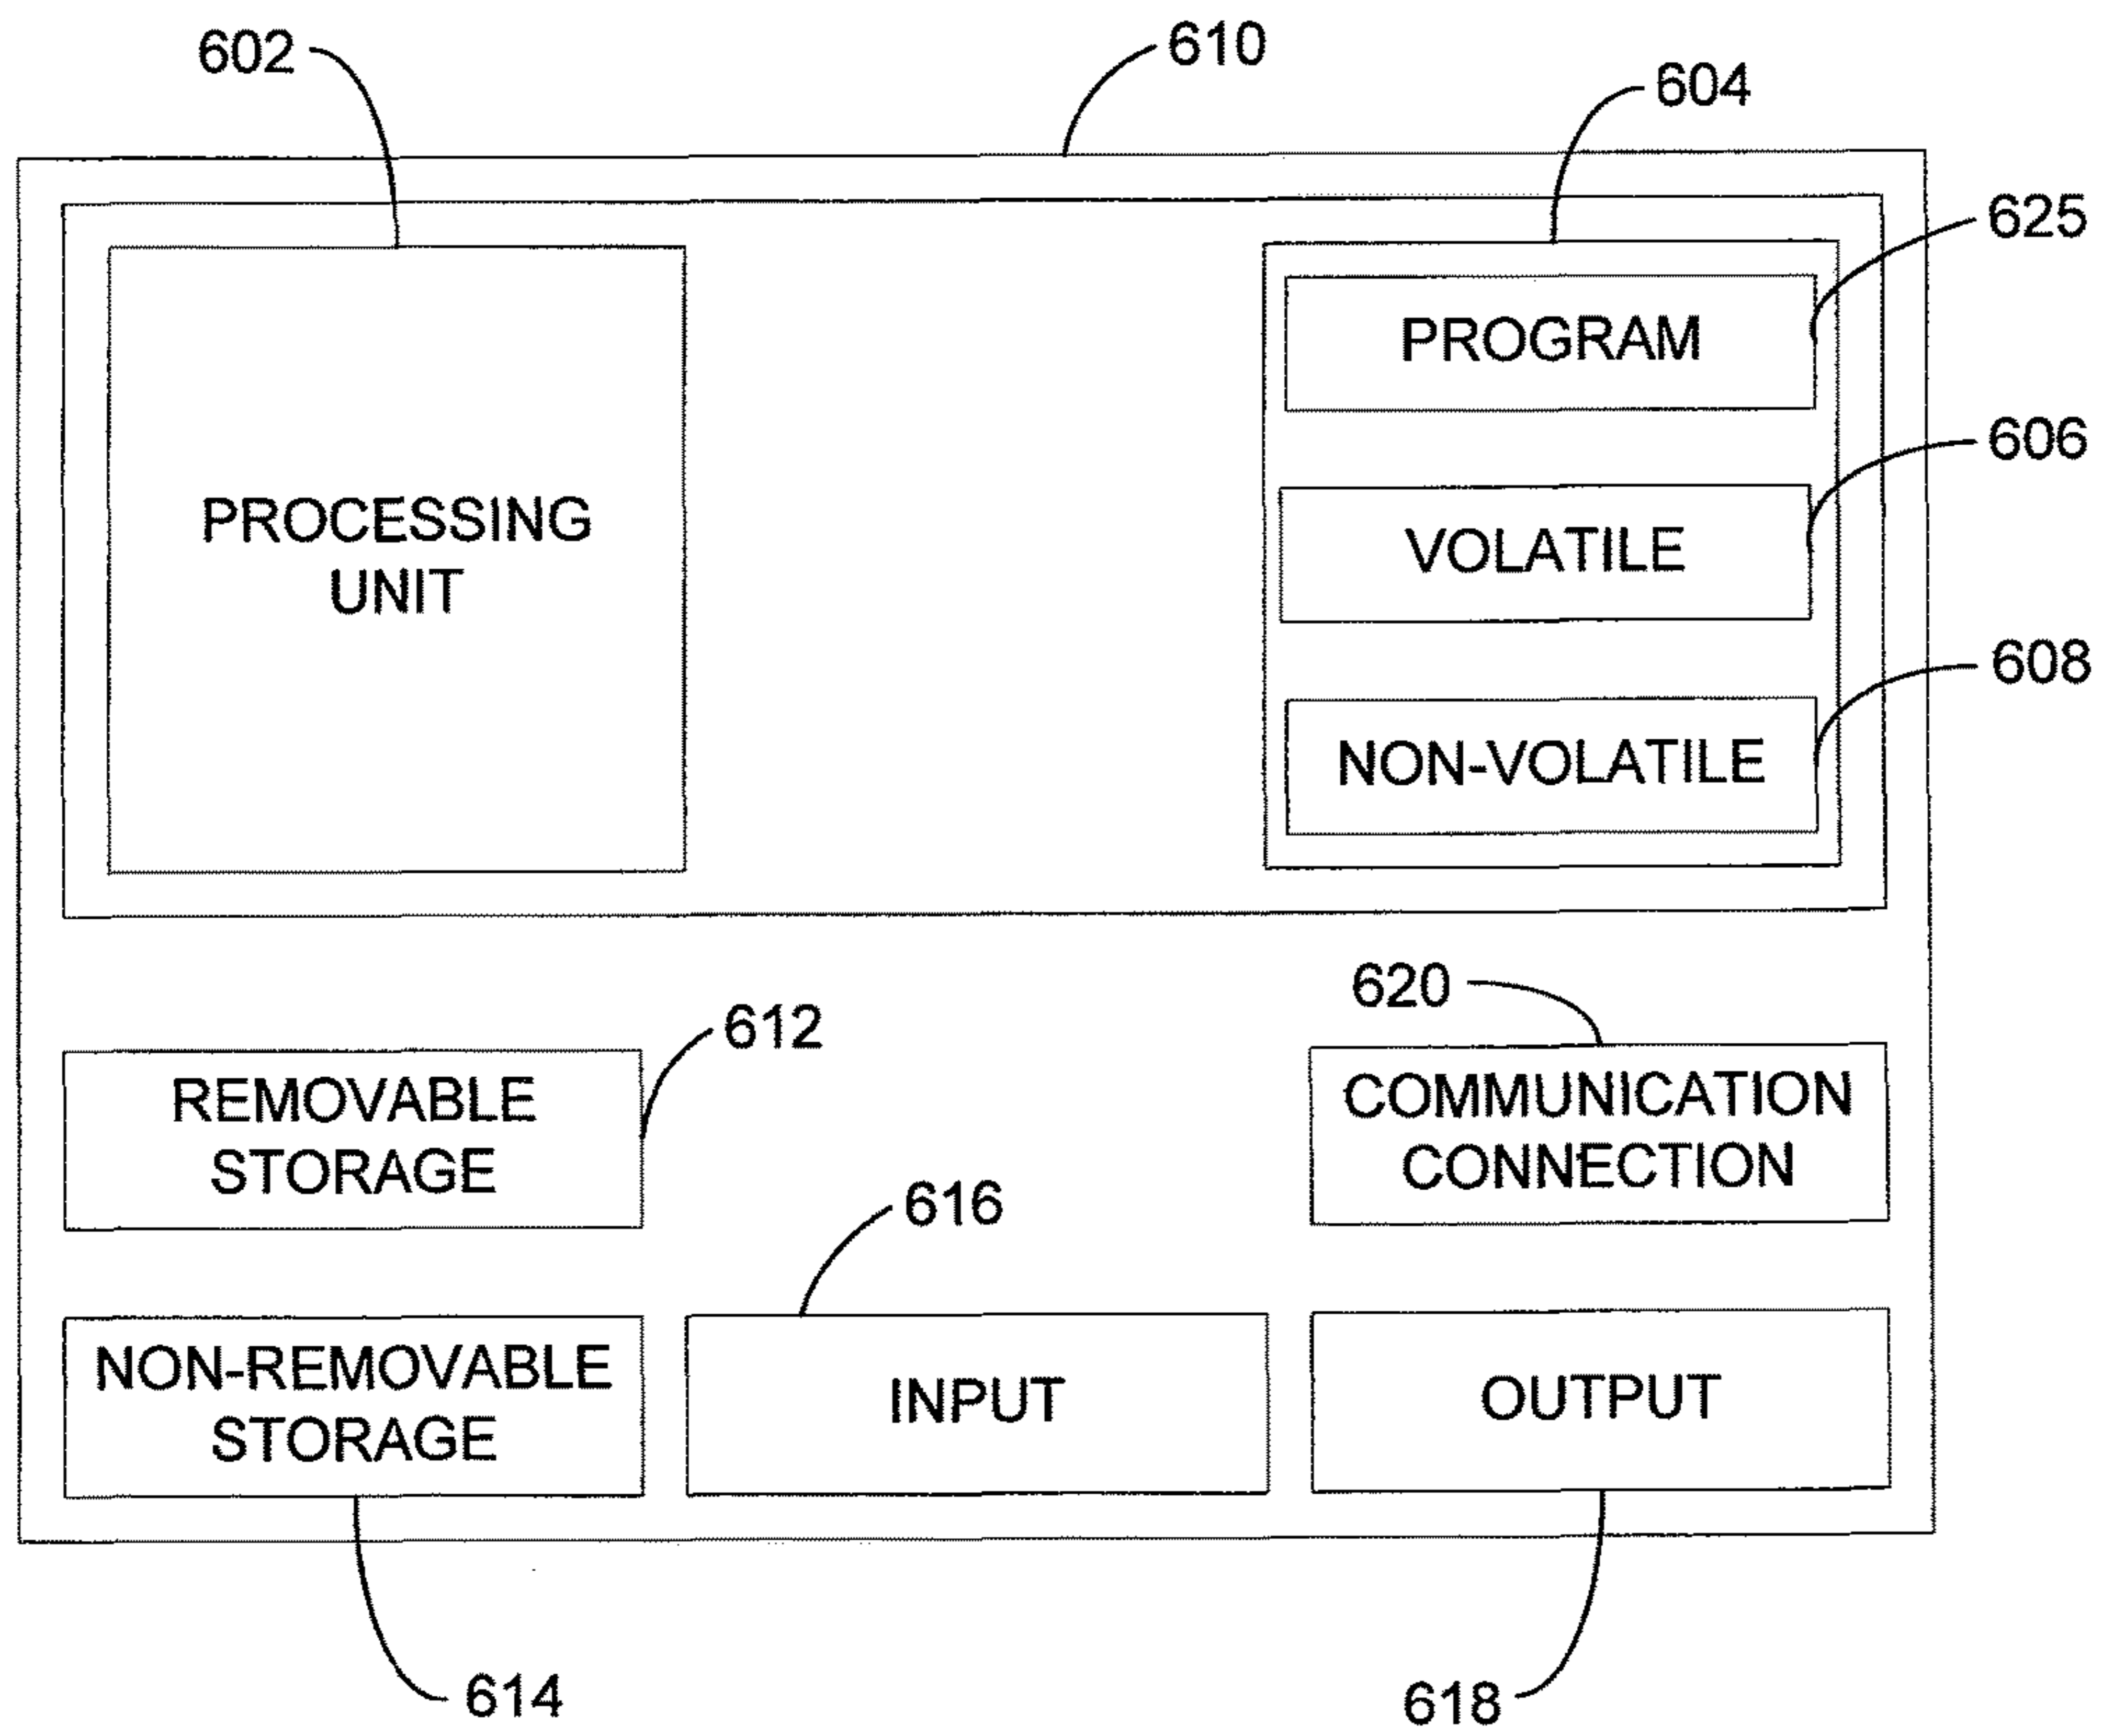 602
610
604
625
PROGRAM
606
PROCESSING
UNIT
VOLATILE
608
NON-VOLATILE
620
612
REMOVABLE
STORAGE
COMMUNICATION
CONNECTION
616
NON-REMOVABLE
STORAGE
INPUT
OUTPUT
614
618